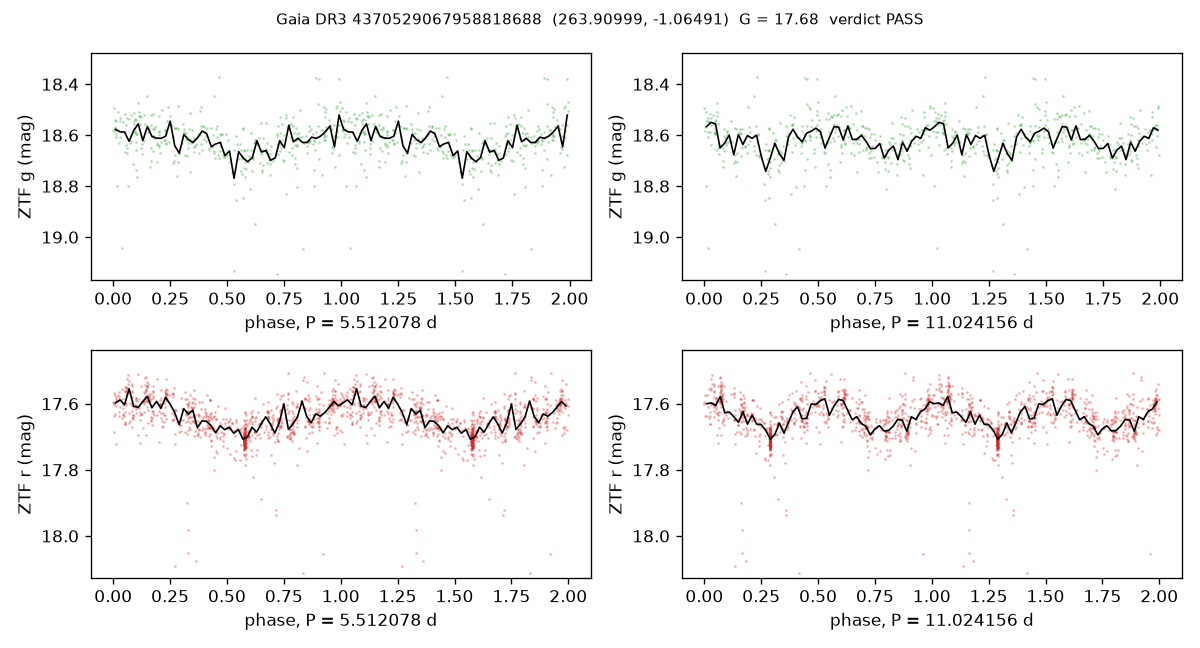 Gaia DR3 4370529067958818688  (263.90999, -1.06491)  G = 17.68  verdict PASS
ZTF g (mag)
18.4
18.6
18.8
19.0
0.00 0.25 0.50 0.75 1.00 1.25 1.50 1.75 2.00
phase, P = 5.512078 d
ZTF g (mag)
18.4
18.6
18.8
19.0
0.00 0.25 0.50 0.75 1.00 1.25 1.50 1.75 2.00
phase, P = 11.024156 d
ZTF r (mag)
17.6
17.8
18.0
0.00 0.25 0.50 0.75 1.00 1.25 1.50 1.75 2.00
phase, P = 5.512078 d
ZTF r (mag)
17.6
17.8
18.0
0.00 0.25 0.50 0.75 1.00 1.25 1.50 1.75 2.00
phase, P = 11.024156 d